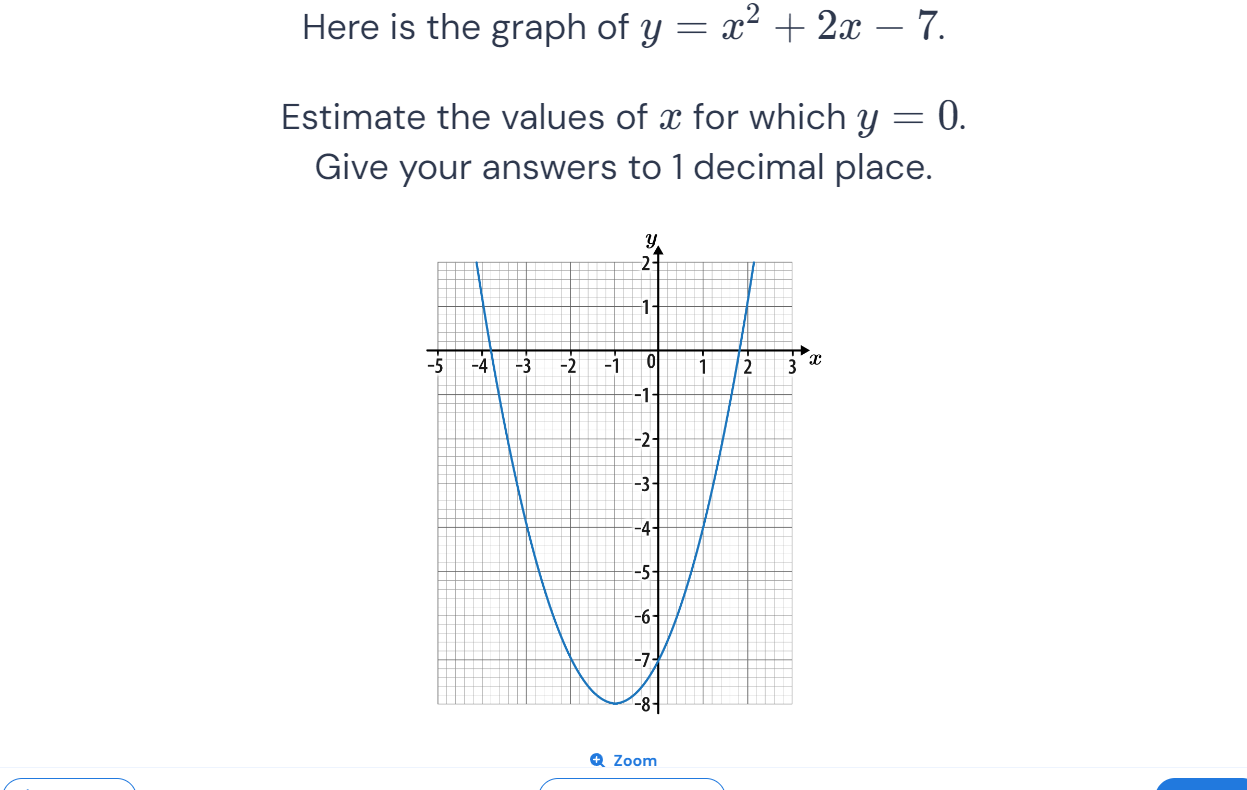 Here is the graph of y = x² + 2x − 7.
Estimate the values of x for which y = 0.
Give your answers to 1 decimal place.
y
2
1
-5 -4 -3 -2 -1 0 1 2 3 x
-1
-2
-3
-4
-5
-6
-7
-8
Zoom